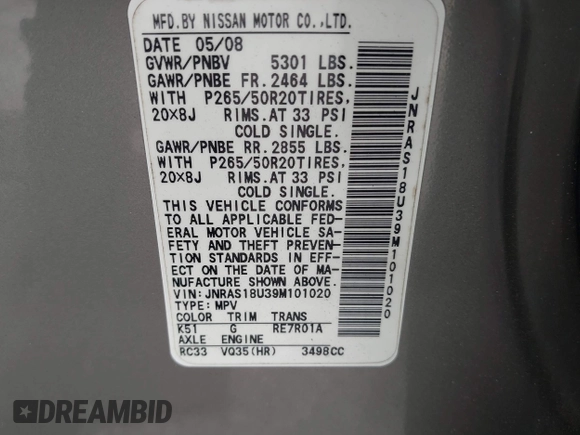 MFD.BY NISSAN MOTOR CO.,LTD.
DATE 05/08
GVWR/PNBV 5301 LBS.
GAWR/PNBE FR. 2464 LBS.
WITH P265/50R20TIRES,
20×8J RIMS.AT 33 PSI
COLD SINGLE.
GAWR/PNBE RR. 2855 LBS.
WITH P265/50R20TIRES,
20×8J RIMS.AT 33 PSI
COLD SINGLE.
THIS VEHICLE CONFORMS
TO ALL APPLICABLE FED-
ERAL MOTOR VEHICLE SA-
FETY AND THEFT PREVENT-
ION STANDARDS IN EFF-
ECT ON THE DATE OF MA-
NUFACTURE SHOWN ABOVE.
VIN:JNRAS18U39M101020
TYPE:MPV
COLOR TRIM TRANS
K51 G RE7R01A
AXLE ENGINE
RC33 VQ35(HR) 3498CC
JNRAS18U39M101020
DREAMBID